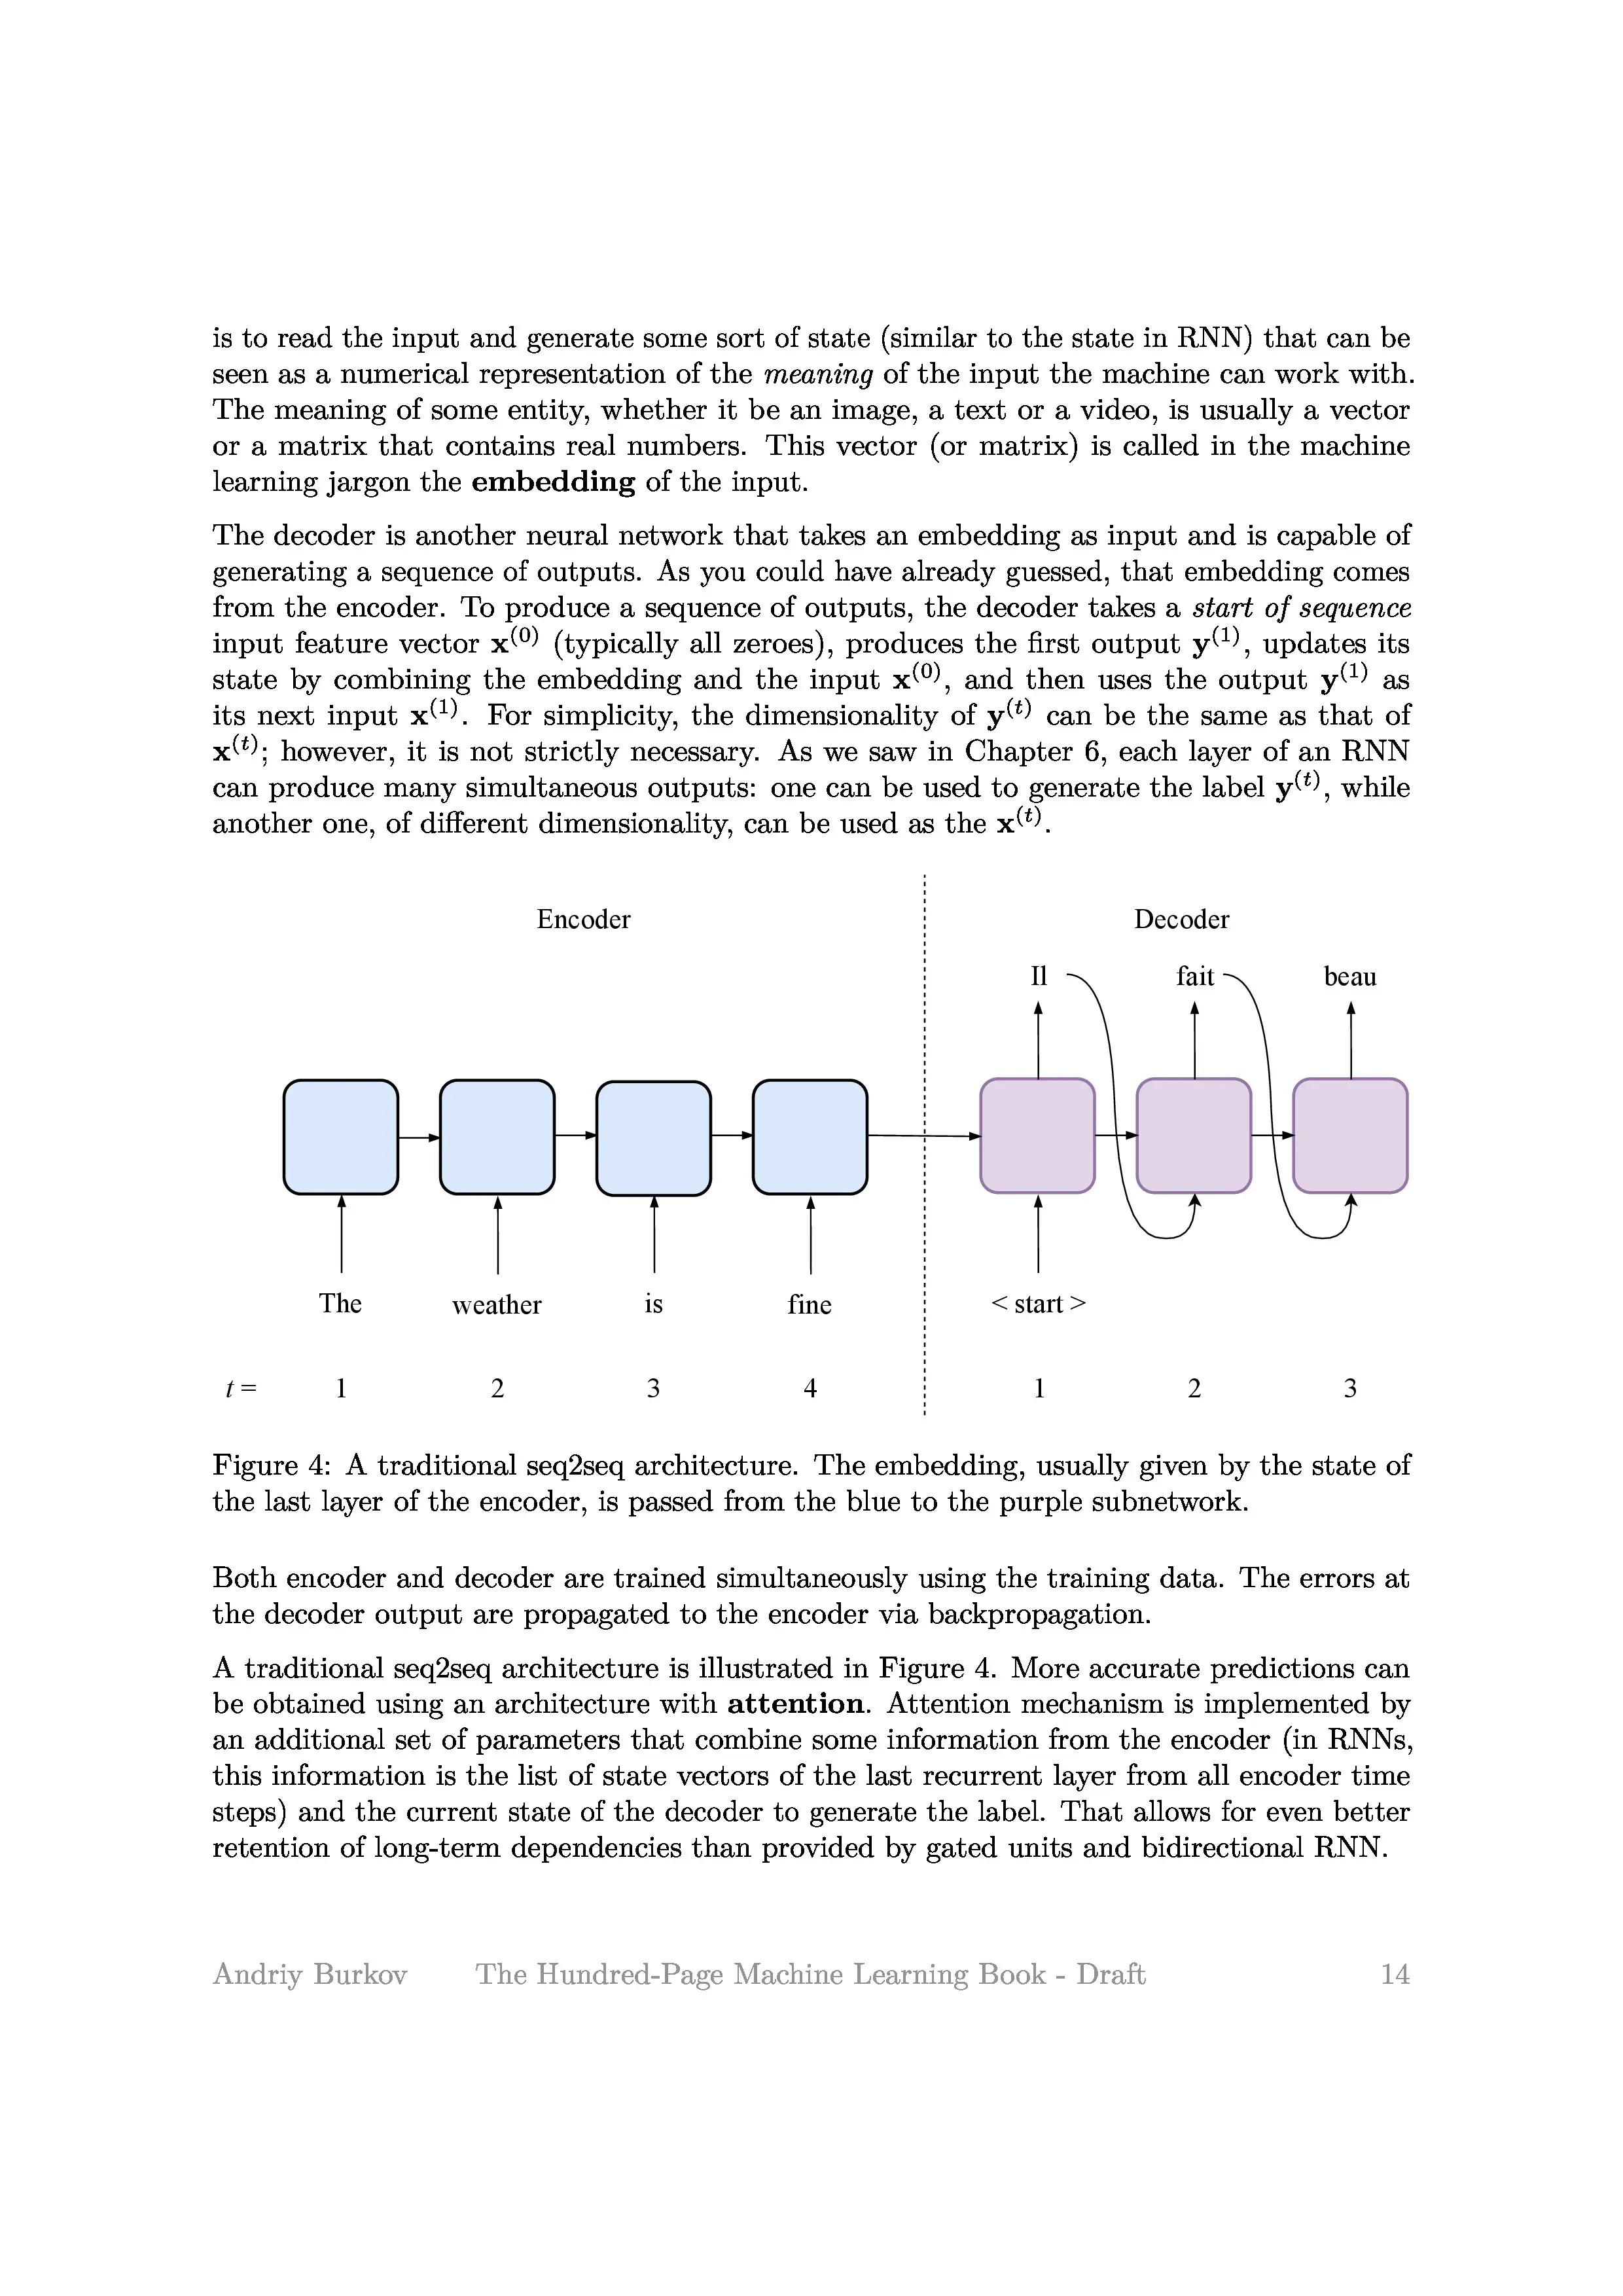 is to read the input and generate some sort of state (similar to the state in RNN) that can be
seen as a numerical representation of the meaning of the input the machine can work with.
The meaning of some entity, whether it be an image, a text or a video, is usually a vector
or a matrix that contains real numbers. This vector (or matrix) is called in the machine
learning jargon the embedding of the input.
The decoder is another neural network that takes an embedding as input and is capable of
generating a sequence of outputs. As you could have already guessed, that embedding comes
from the encoder. To produce a sequence of outputs, the decoder takes a start of sequence
input feature vector x⁽⁰⁾ (typically all zeroes), produces the first output y⁽¹⁾, updates its
state by combining the embedding and the input x⁽⁰⁾, and then uses the output y⁽¹⁾ as
its next input x⁽¹⁾. For simplicity, the dimensionality of y⁽ᵗ⁾ can be the same as that of
x⁽ᵗ⁾; however, it is not strictly necessary. As we saw in Chapter 6, each layer of an RNN
can produce many simultaneous outputs: one can be used to generate the label y⁽ᵗ⁾, while
another one, of different dimensionality, can be used as the x⁽ᵗ⁾.
Encoder Decoder
Il fait beau
The weather is fine < start >
t = 1 2 3 4 1 2 3
Figure 4: A traditional seq2seq architecture. The embedding, usually given by the state of
the last layer of the encoder, is passed from the blue to the purple subnetwork.
Both encoder and decoder are trained simultaneously using the training data. The errors at
the decoder output are propagated to the encoder via backpropagation.
A traditional seq2seq architecture is illustrated in Figure 4. More accurate predictions can
be obtained using an architecture with attention. Attention mechanism is implemented by
an additional set of parameters that combine some information from the encoder (in RNNs,
this information is the list of state vectors of the last recurrent layer from all encoder time
steps) and the current state of the decoder to generate the label. That allows for even better
retention of long-term dependencies than provided by gated units and bidirectional RNN.
Andriy Burkov The Hundred-Page Machine Learning Book - Draft 14